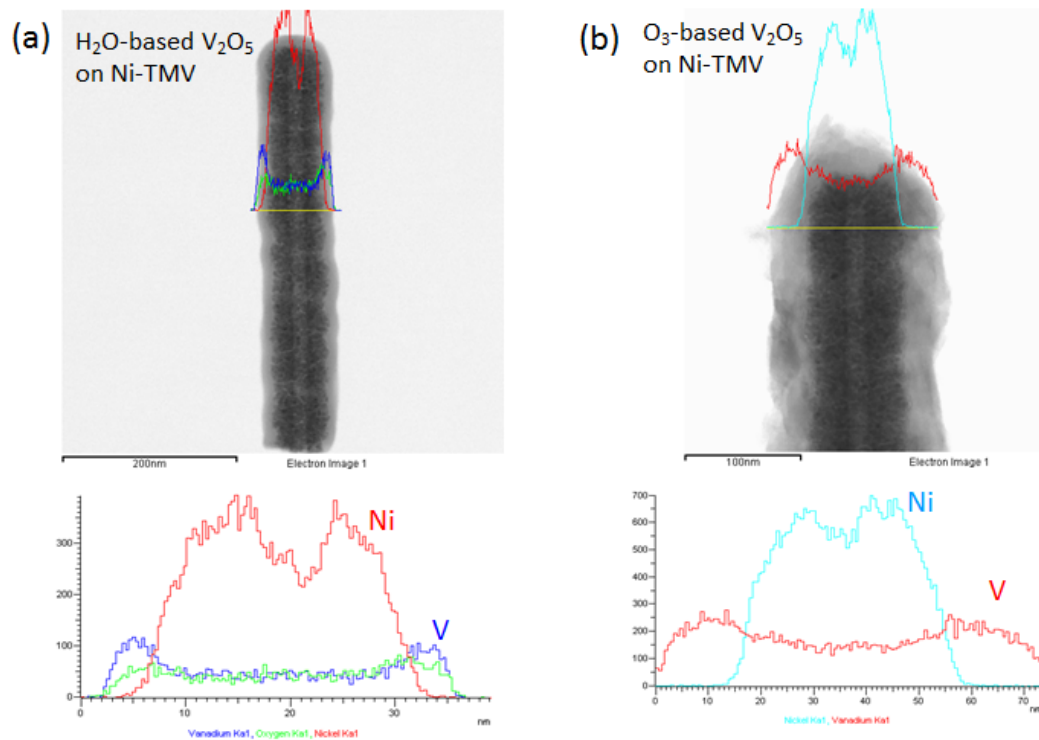 (a)
H₂O-based V₂O₅
on Ni-TMV
200nm
Electron Image 1
(b)
O₃-based V₂O₅
on Ni-TMV
100nm
Electron Image 1
300
200
100
0
Ni
V
0 10 20 30
nm
Vanadium Ka1, Oxygen Ka1, Nickel Ka1
700
600
500
400
300
200
100
0
Ni
V
0 10 20 30 40 50 60 70
nm
Nickel Ka1, Vanadium Ka1